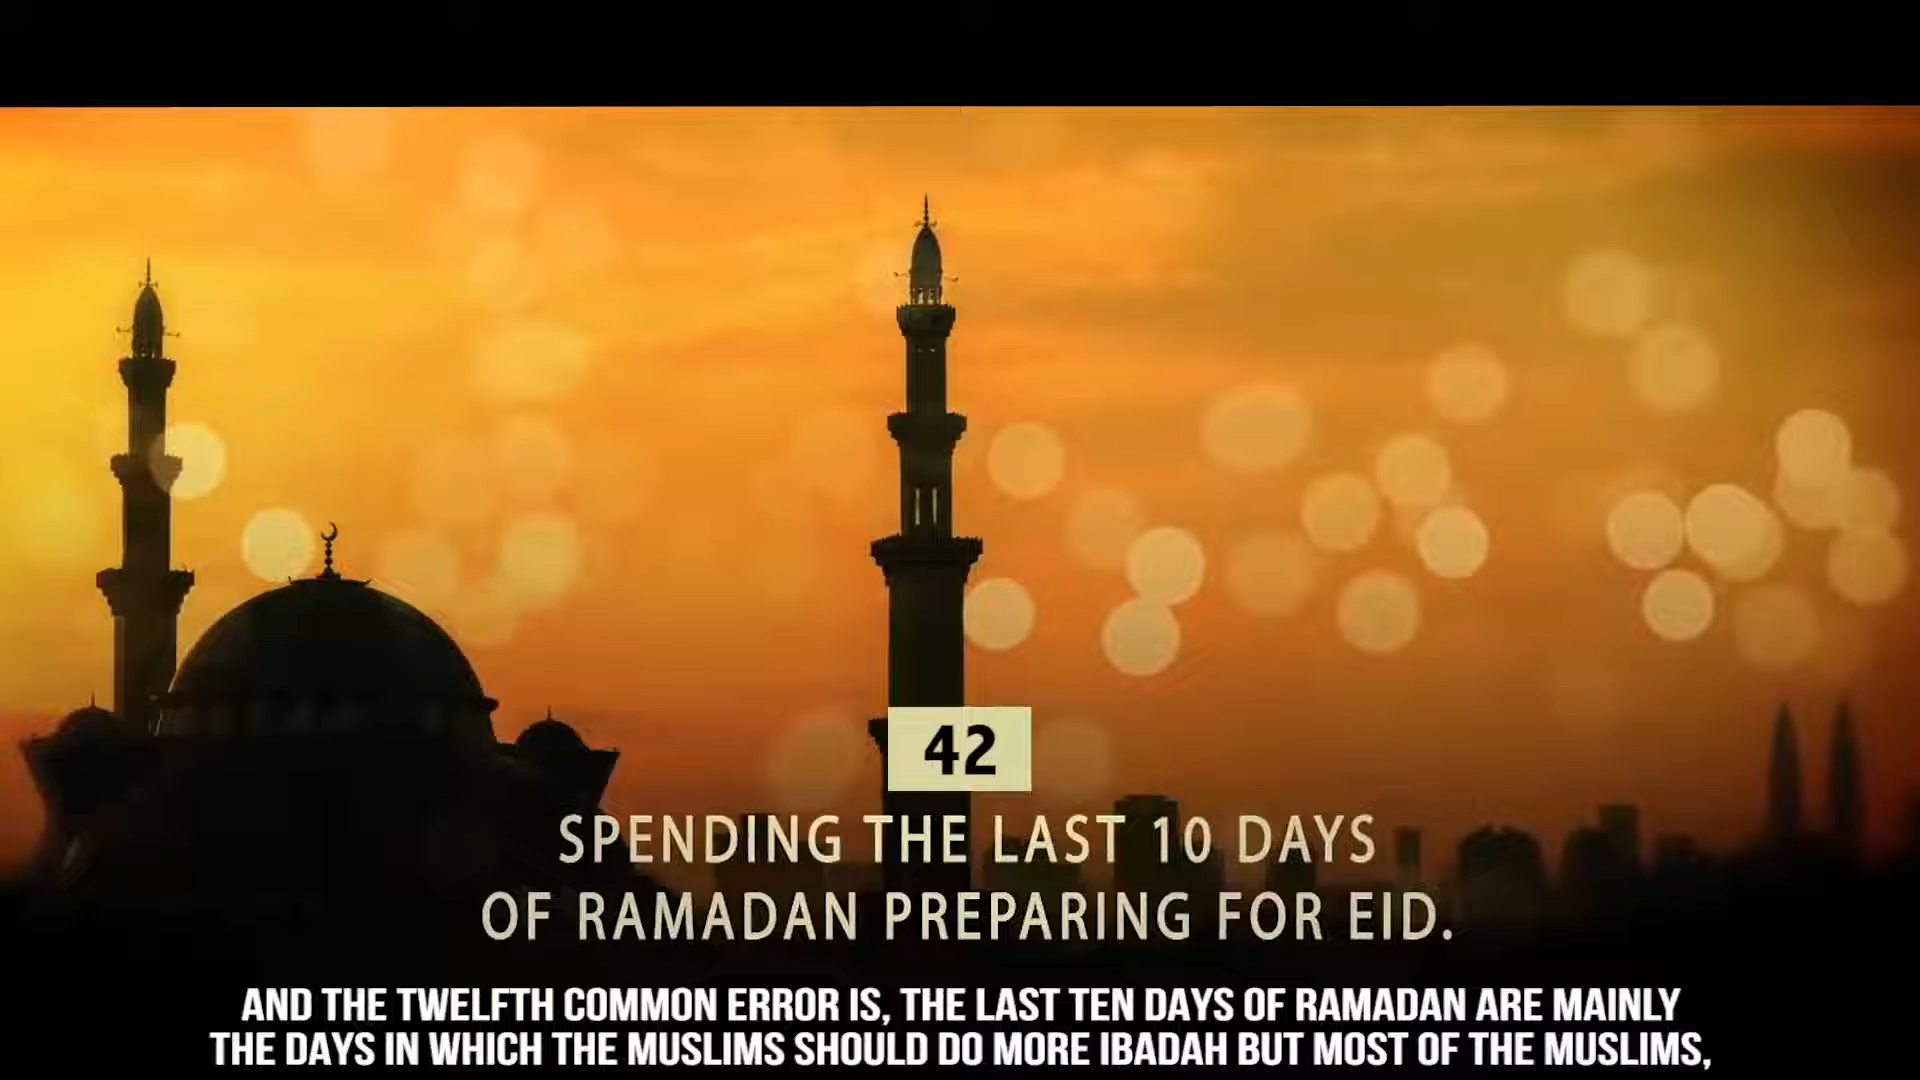 42
SPENDING THE LAST 10 DAYS
OF RAMADAN PREPARING FOR EID.
AND THE TWELFTH COMMON ERROR IS, THE LAST TEN DAYS OF RAMADAN ARE MAINLY
THE DAYS IN WHICH THE MUSLIMS SHOULD DO MORE IBADAH BUT MOST OF THE MUSLIMS,